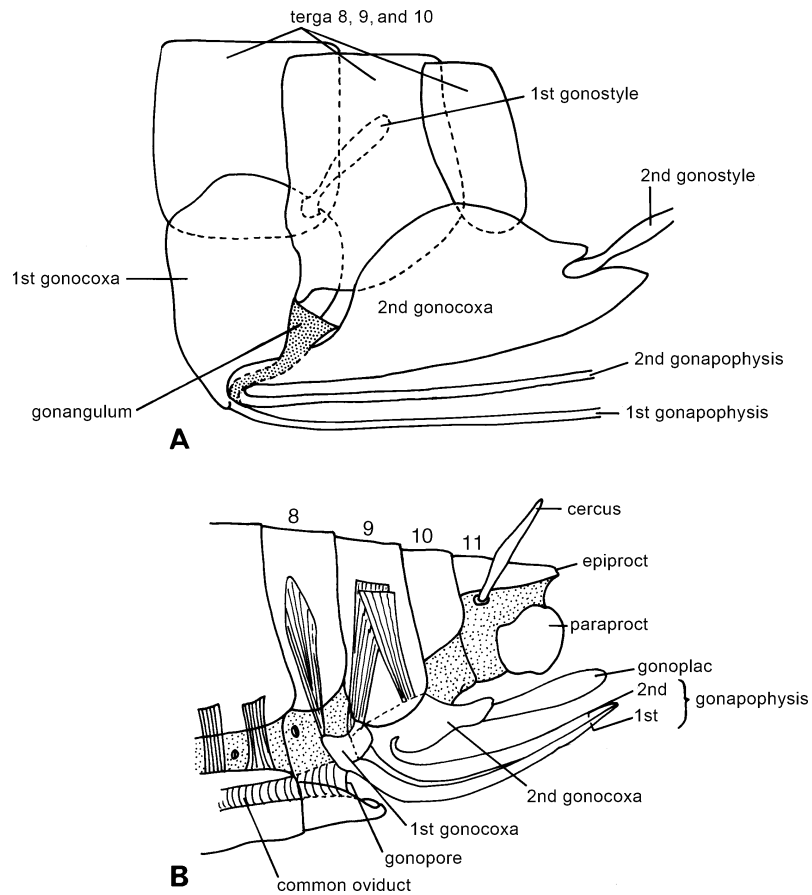 terga 8, 9, and 10
1st gonostyle
2nd gonostyle
1st gonocoxa
2nd gonocoxa
2nd gonapophysis
gonangulum
1st gonapophysis
A
8
9
10
11
cercus
epiproct
paraproct
gonoplac
2nd
gonapophysis
1st
2nd gonocoxa
1st gonocoxa
gonopore
B
common oviduct